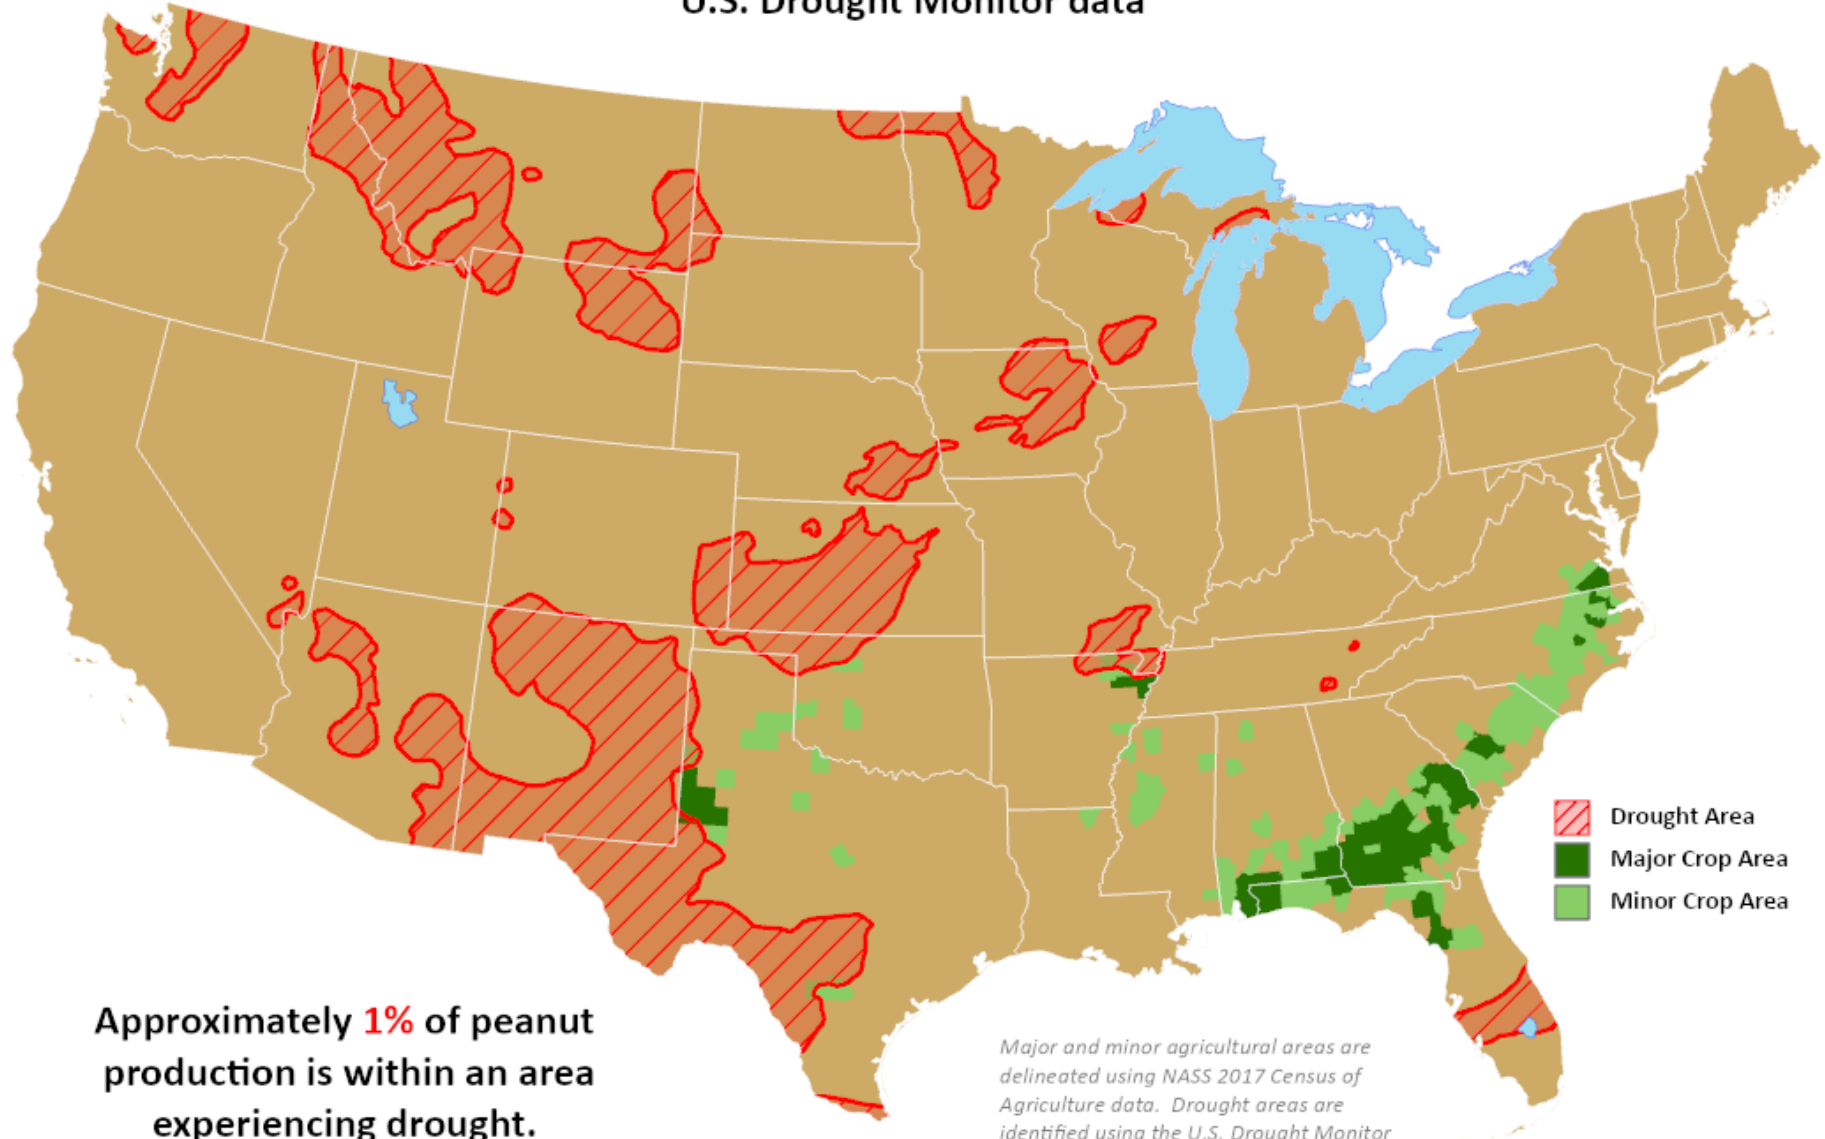 U.S. Drought Monitor data
Drought Area
Major Crop Area
Minor Crop Area
Approximately 1% of peanut
production is within an area
experiencing drought.
Major and minor agricultural areas are
delineated using NASS 2017 Census of
Agriculture data. Drought areas are
identified using the U.S. Drought Monitor